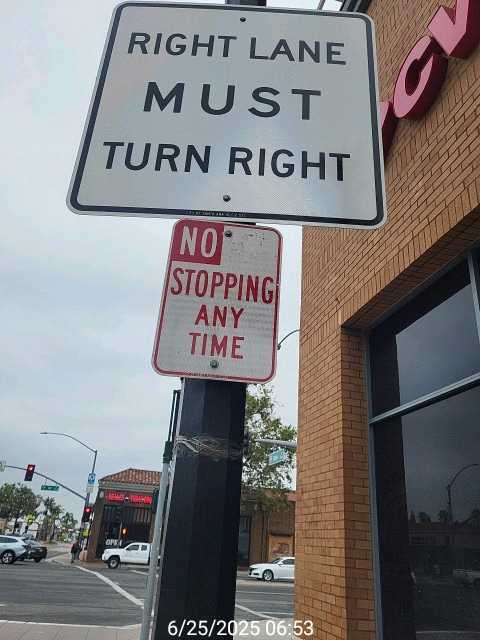 RIGHT LANE
MUST
TURN RIGHT
NO
STOPPING
ANY
TIME
OPEN
6/25/2025 06:53